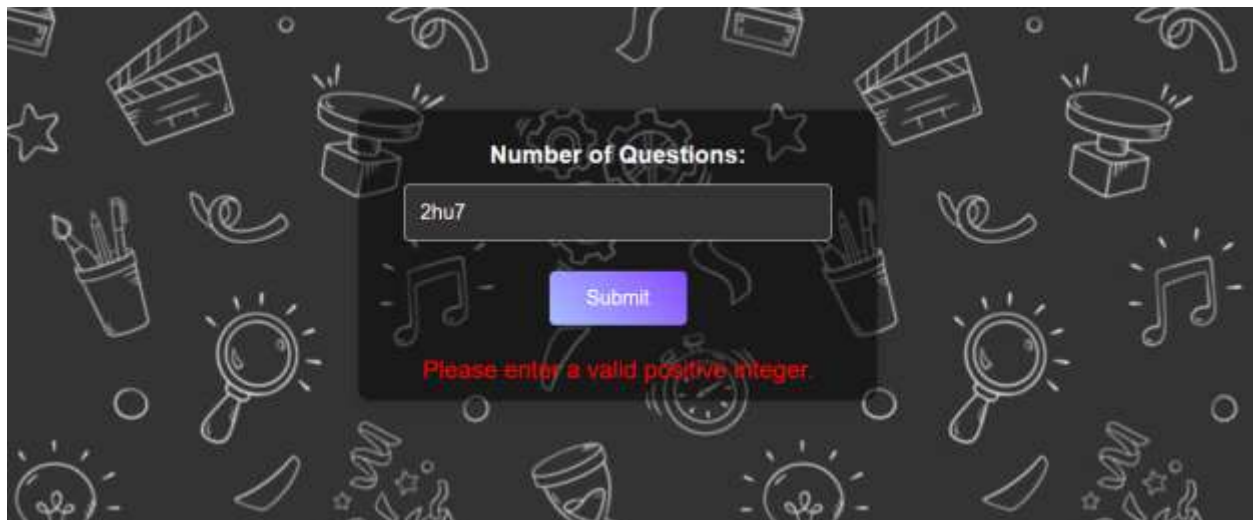 Number of Questions:
2hu7
Submit
Please enter a valid positive integer.